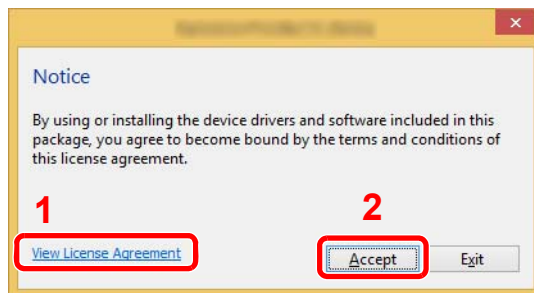 Notice
By using or installing the device drivers and software included in this
package, you agree to become bound by the terms and conditions of
this license agreement.
1
2
View License Agreement
Accept
Exit